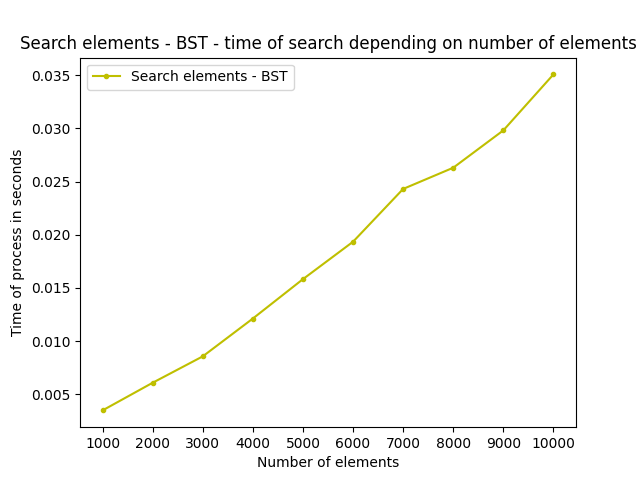 Search elements - BST - time of search depending on number of elements
Search elements - BST
Time of process in seconds
0.035
0.030
0.025
0.020
0.015
0.010
0.005
1000 2000 3000 4000 5000 6000 7000 8000 9000 10000
Number of elements